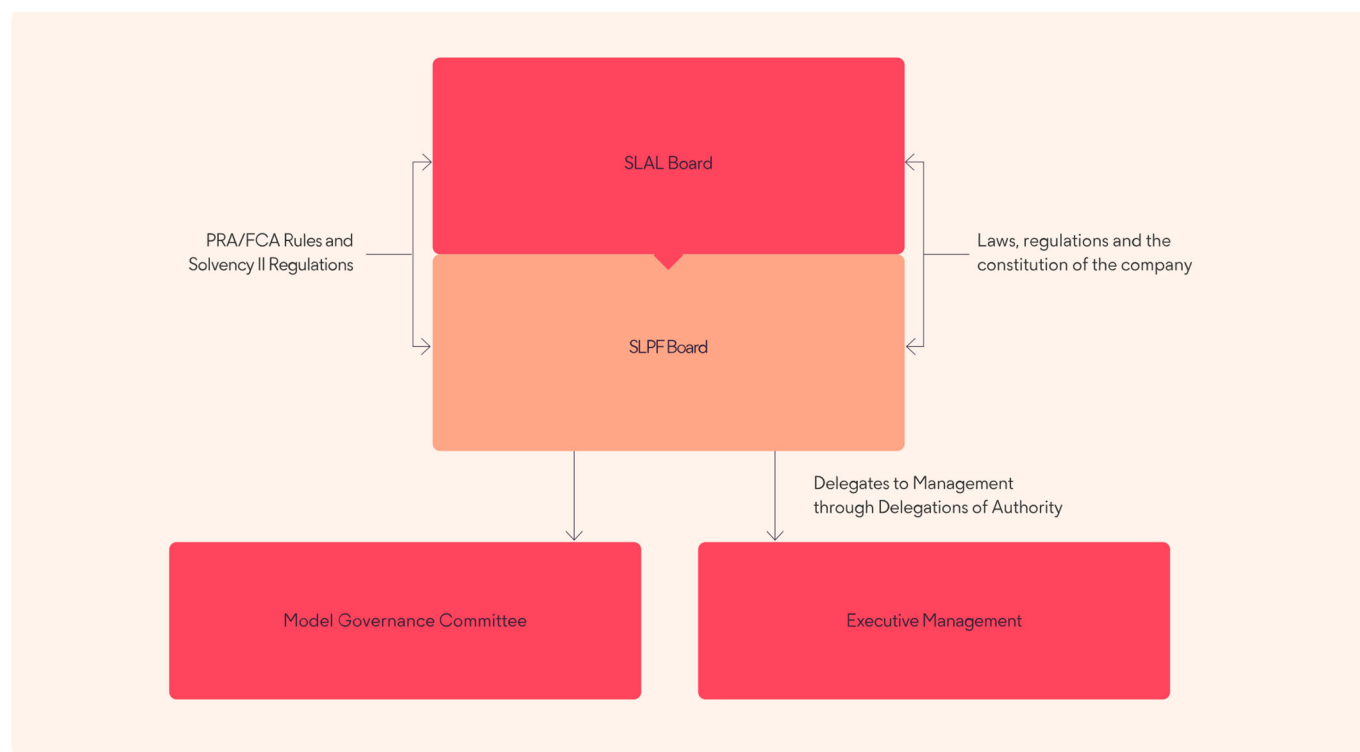 SLAL Board
PRA/FCA Rules and
Solvency II Regulations
Laws, regulations and the
constitution of the company
SLPF Board
Delegates to Management
through Delegations of Authority
Model Governance Committee
Executive Management